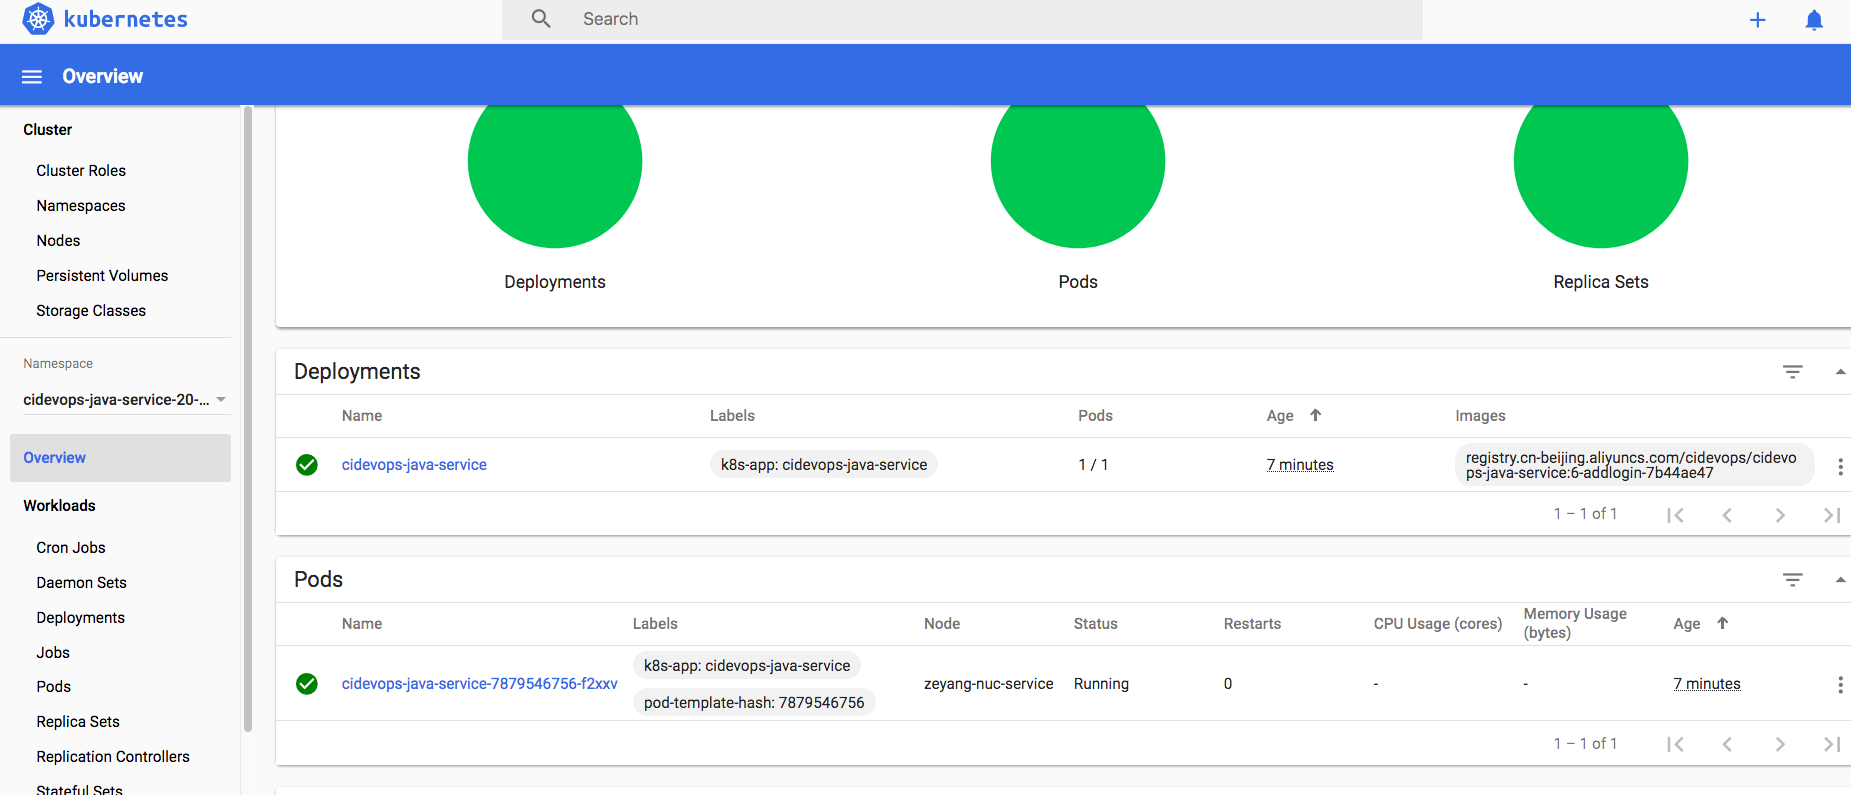 kubernetes
Search
Overview
Cluster
Cluster Roles
Namespaces
Nodes
Persistent Volumes
Storage Classes
Namespace
cidevops-java-service-20-...
Overview
Workloads
Cron Jobs
Daemon Sets
Deployments
Jobs
Pods
Replica Sets
Replication Controllers
Stateful Sets
Deployments
Pods
Replica Sets
Deployments
Name
Labels
Pods
Age
Images
cidevops-java-service
k8s-app: cidevops-java-service
1 / 1
7 minutes
registry.cn-beijing.aliyuncs.com/cidevops/cidevo
ps-java-service:6-addlogin-7b44ae47
1 – 1 of 1
Pods
Name
Labels
Node
Status
Restarts
CPU Usage (cores)
Memory Usage
(bytes)
Age
cidevops-java-service-7879546756-f2xxv
k8s-app: cidevops-java-service
pod-template-hash: 7879546756
zeyang-nuc-service
Running
0
-
-
7 minutes
1 – 1 of 1